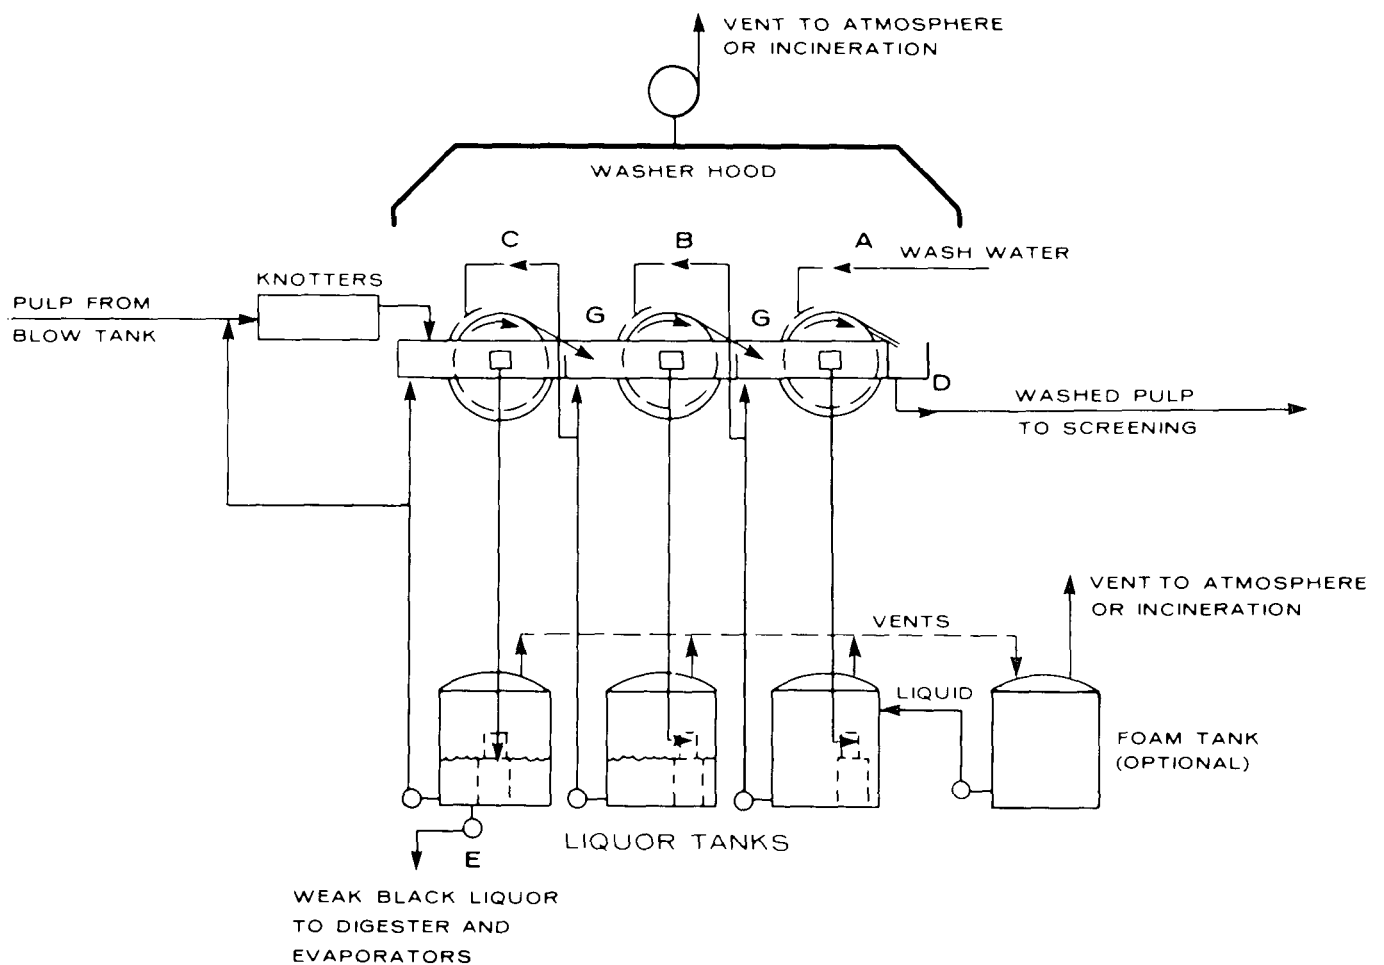 VENT TO ATMOSPHERE
OR INCINERATION
WASHER HOOD
C
B
A
WASH WATER
KNOTTERS
PULP FROM
BLOW TANK
G
G
D
WASHED PULP
TO SCREENING
VENT TO ATMOSPHERE
OR INCINERATION
VENTS
LIQUID
FOAM TANK
(OPTIONAL)
LIQUOR TANKS
E
WEAK BLACK LIQUOR
TO DIGESTER AND
EVAPORATORS